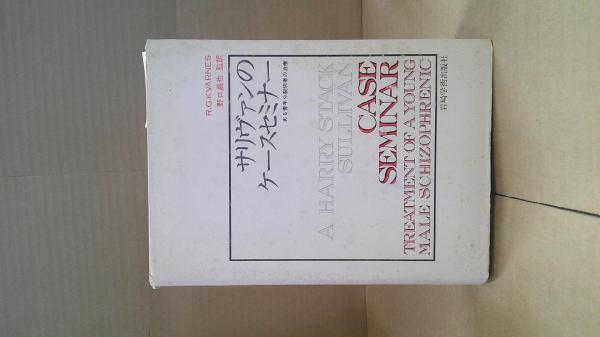 R.G.KVARNES
野口昌也 監訳
サリヴァンの
ケース・セミナー
ある青年分裂病者の治療
A HARRY STACK
SULLIVAN
CASE
SEMINAR
TREATMENT OF A YOUNG
MALE SCHIZOPHRENIC
岩崎学術出版社